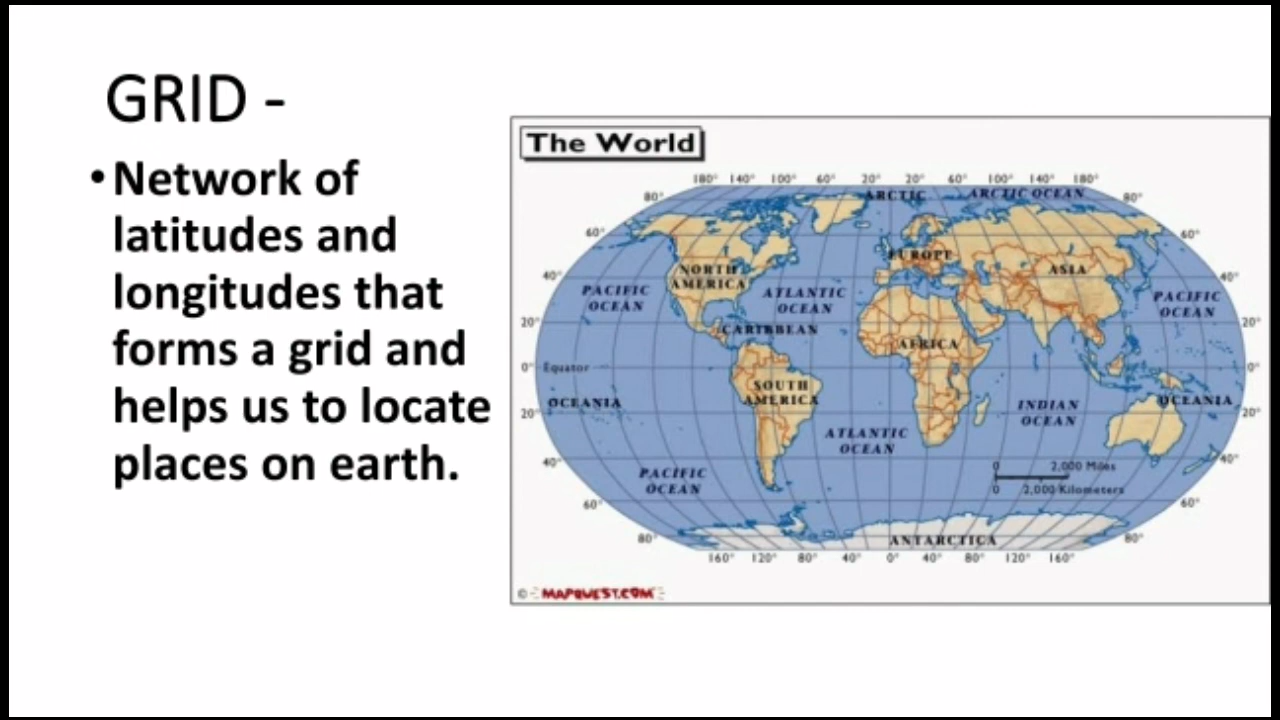 GRID -
•Network of
latitudes and
longitudes that
forms a grid and
helps us to locate
places on earth.
The World
180° 140° 100° 60° 20° 20° 60° 100° 140° 180°
80° ARCTIC ARCTIC OCEAN 80°
60° 60°
EUROPE
NORTH
AMERICA
ASIA
40° 40°
PACIFIC
OCEAN
ATLANTIC
OCEAN
PACIFIC
OCEAN
20° CARIBBEAN 20°
AFRICA
0° Equator 0°
SOUTH
AMERICA
OCEANIA OCEANIA
20° 20°
INDIAN
OCEAN
ATLANTIC
OCEAN
40° 40°
PACIFIC
OCEAN
0 2,000 Miles
0 2,000 Kilometers
60° 60°
80° ANTARCTICA 80°
160° 120° 80° 40° 0° 40° 80° 120° 160°
© MAPQUEST.COM